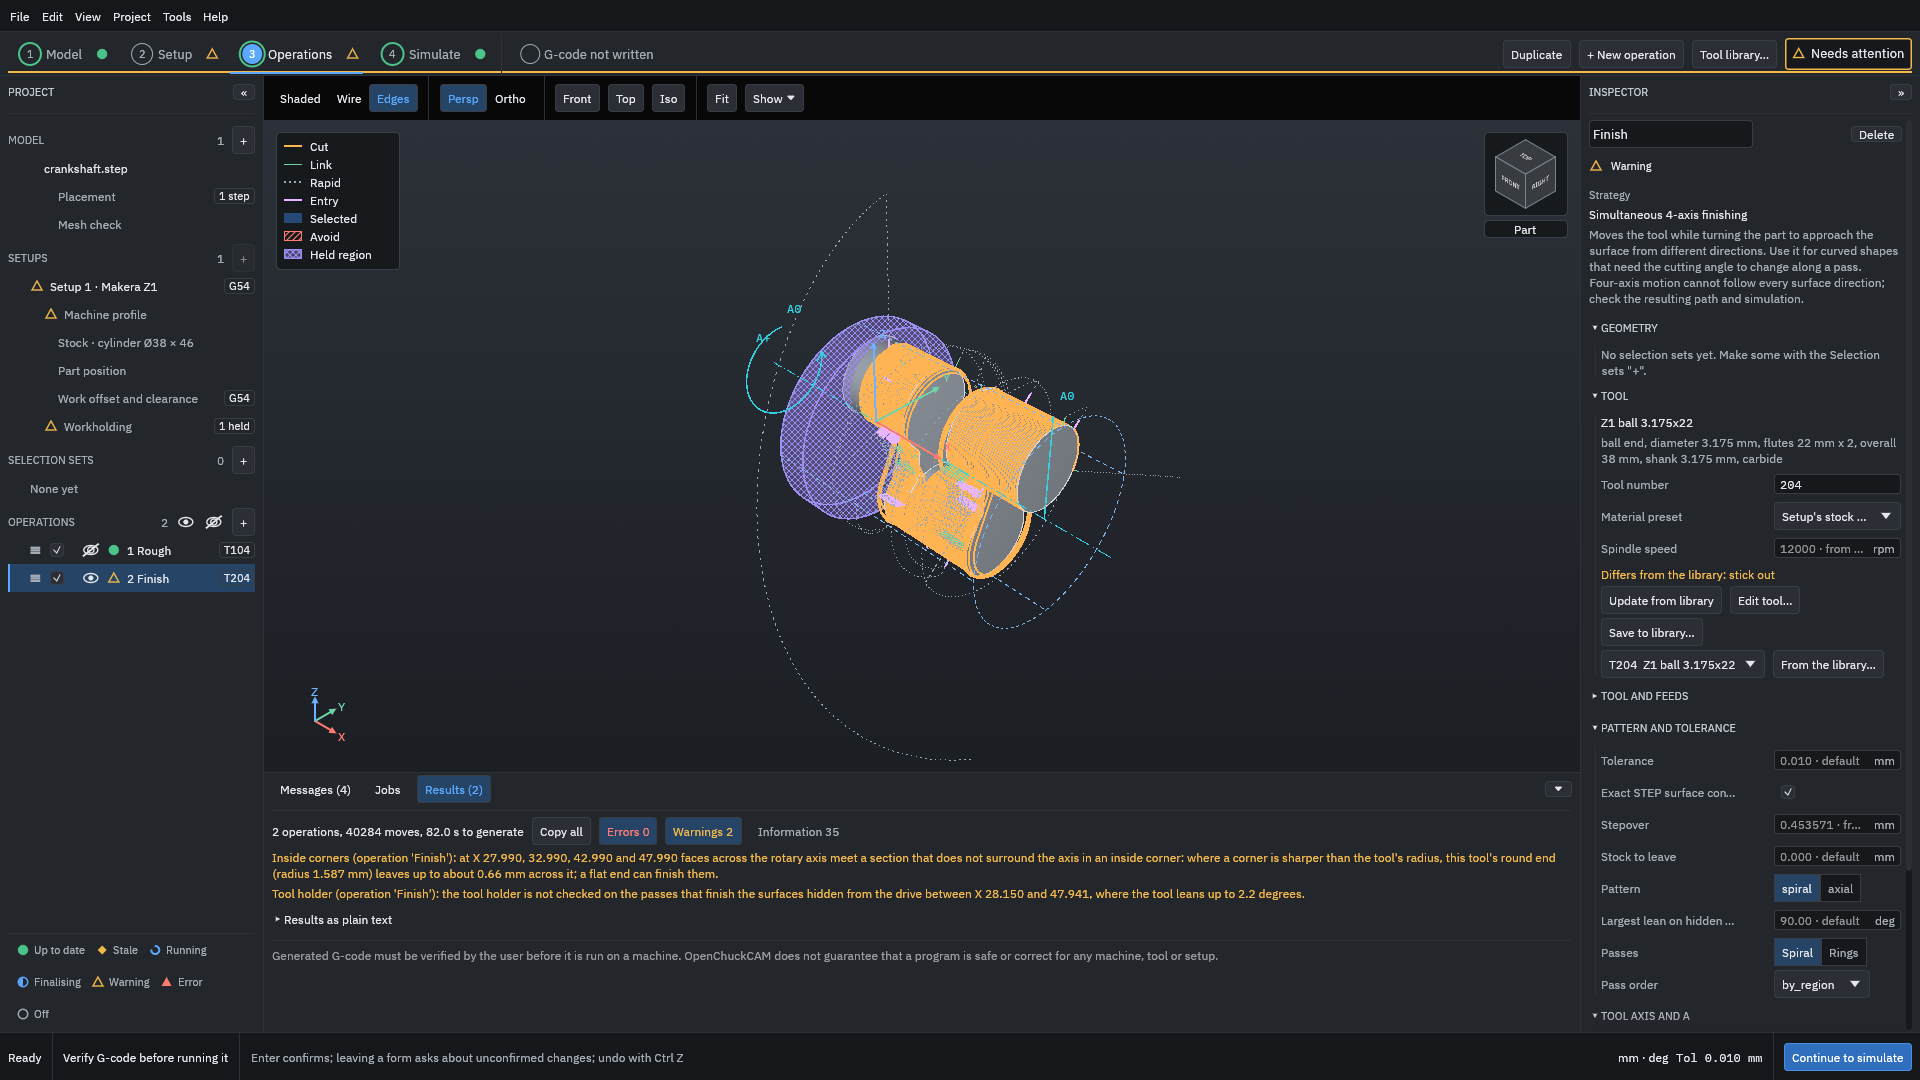 File Edit View Project Tools Help
1 Model 2 Setup 3 Operations 4 Simulate G-code not written Duplicate + New operation Tool library... Needs attention
PROJECT «
MODEL 1 +
crankshaft.step
Placement 1 step
Mesh check
SETUPS 1 +
Setup 1 · Makera Z1 G54
Machine profile
Stock · cylinder Ø38 × 46
Part position
Work offset and clearance G54
Workholding 1 held
SELECTION SETS 0 +
None yet
OPERATIONS 2 +
1 Rough T104
2 Finish T204
Up to date Stale Running
Finalising Warning Error
Off
Shaded Wire Edges Persp Ortho Front Top Iso Fit Show
Cut
Link
Rapid
Entry
Selected
Avoid
Held region
A0
A+
A0
Z
Y
X
TOP
FRONT RIGHT
Part
Messages (4) Jobs Results (2)
2 operations, 40284 moves, 82.0 s to generate Copy all Errors 0 Warnings 2 Information 35
Inside corners (operation 'Finish'): at X 27.990, 32.990, 42.990 and 47.990 faces across the rotary axis meet a section that does not surround the axis in an inside corner: where a corner is sharper than the tool's radius, this tool's round end
(radius 1.587 mm) leaves up to about 0.66 mm across it; a flat end can finish them.
Tool holder (operation 'Finish'): the tool holder is not checked on the passes that finish the surfaces hidden from the drive between X 28.150 and 47.941, where the tool leans up to 2.2 degrees.
Results as plain text
Generated G-code must be verified by the user before it is run on a machine. OpenChuckCAM does not guarantee that a program is safe or correct for any machine, tool or setup.
INSPECTOR »
Finish Delete
Warning
Strategy
Simultaneous 4-axis finishing
Moves the tool while turning the part to approach the
surface from different directions. Use it for curved shapes
that need the cutting angle to change along a pass.
Four-axis motion cannot follow every surface direction;
check the resulting path and simulation.
GEOMETRY
No selection sets yet. Make some with the Selection
sets "+".
TOOL
Z1 ball 3.175x22
ball end, diameter 3.175 mm, flutes 22 mm x 2, overall
38 mm, shank 3.175 mm, carbide
Tool number 204
Material preset Setup's stock ...
Spindle speed 12000 · from ... rpm
Differs from the library: stick out
Update from library Edit tool...
Save to library...
T204 Z1 ball 3.175x22 From the library...
TOOL AND FEEDS
PATTERN AND TOLERANCE
Tolerance 0.010 · default mm
Exact STEP surface con...
Stepover 0.453571 · fr... mm
Stock to leave 0.000 · default mm
Pattern spiral axial
Largest lean on hidden ... 90.00 · default deg
Passes Spiral Rings
Pass order by_region
TOOL AXIS AND A
Ready Verify G-code before running it Enter confirms; leaving a form asks about unconfirmed changes; undo with Ctrl Z mm · deg Tol 0.010 mm Continue to simulate